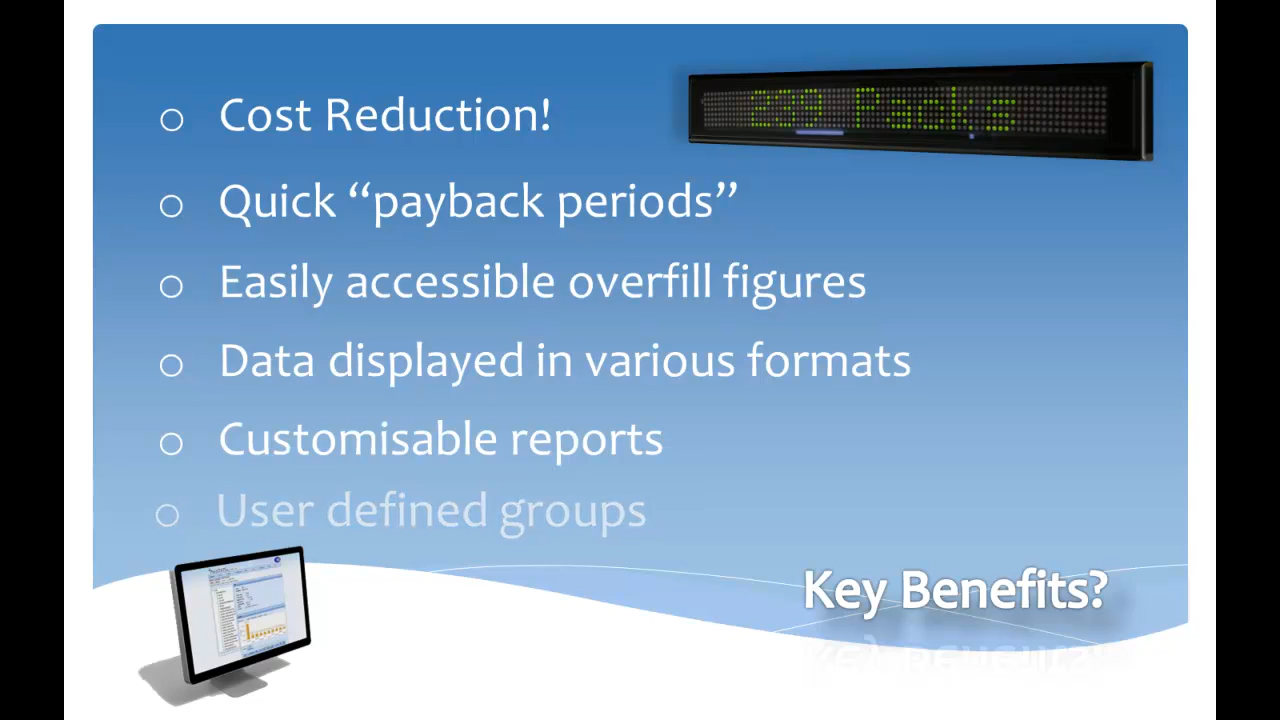 239 Packs
o Cost Reduction!
o Quick “payback periods”
o Easily accessible overfill figures
o Data displayed in various formats
o Customisable reports
o User defined groups
Key Benefits?